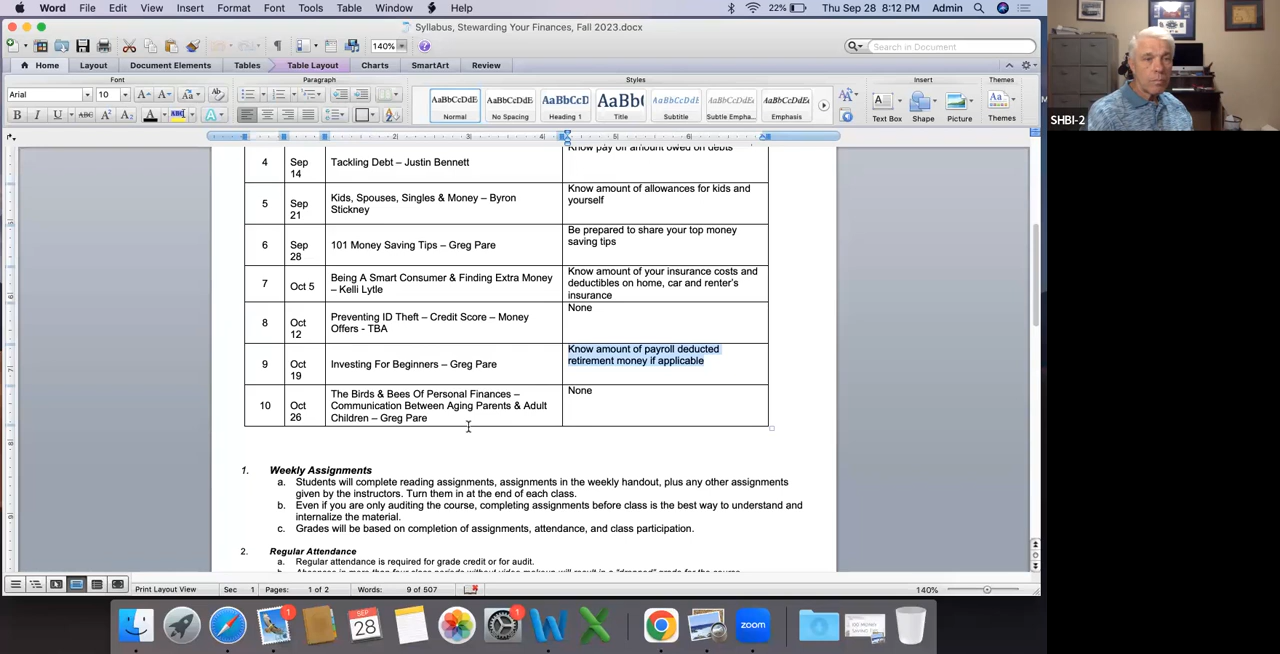 Word File Edit View Insert Format Font Tools Table Window Help 22% Thu Sep 28 8:12 PM Admin
Syllabus, Stewarding Your Finances, Fall 2023.docx
140% Search in Document
Home Layout Document Elements Tables Table Layout Charts SmartArt Review
Font Paragraph Styles Insert Themes
Arial 10
AaBbCcDdE AaBbCcDdE AaBbCcD AaBb( AaBbCcDdE AaBbCcDdE AaBbCcDdE
B I U ABC A² A₂
Normal No Spacing Heading 1 Title Subtitle Subtle Empha... Emphasis Text Box Shape Picture Themes
SHBI-2
Know pay off amount owed on debts
4 Sep 14 Tackling Debt – Justin Bennett
5 Sep 21 Kids, Spouses, Singles & Money – Byron
Stickney
Know amount of allowances for kids and
yourself
6 Sep 28 101 Money Saving Tips – Greg Pare
Be prepared to share your top money
saving tips
7 Oct 5 Being A Smart Consumer & Finding Extra Money
– Kelli Lytle
Know amount of your insurance costs and
deductibles on home, car and renter's
insurance
8 Oct 12 Preventing ID Theft – Credit Score – Money
Offers - TBA
None
9 Oct 19 Investing For Beginners – Greg Pare
Know amount of payroll deducted
retirement money if applicable
10 Oct 26 The Birds & Bees Of Personal Finances –
Communication Between Aging Parents & Adult
Children – Greg Pare
None
1. Weekly Assignments
a. Students will complete reading assignments, assignments in the weekly handout, plus any other assignments
given by the instructors. Turn them in at the end of each class.
b. Even if you are only auditing the course, completing assignments before class is the best way to understand and
internalize the material.
c. Grades will be based on completion of assignments, attendance, and class participation.
2. Regular Attendance
a. Regular attendance is required for grade credit or for audit.
Print Layout View Sec 1 Pages: 1 of 2 Words: 9 of 507 140%
SEP
28
zoom